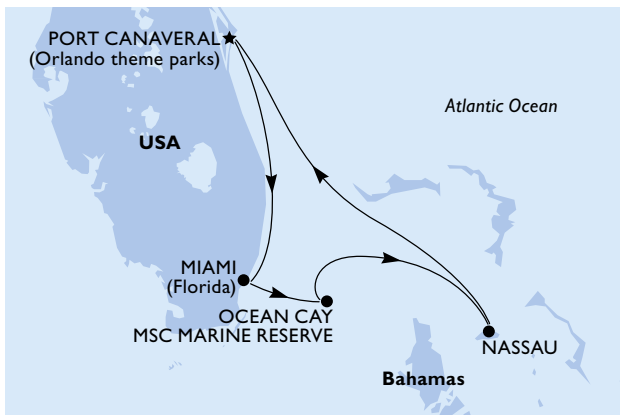 PORT CANAVERAL
(Orlando theme parks)
Atlantic Ocean
USA
MIAMI
(Florida)
OCEAN CAY
MSC MARINE RESERVE
NASSAU
Bahamas